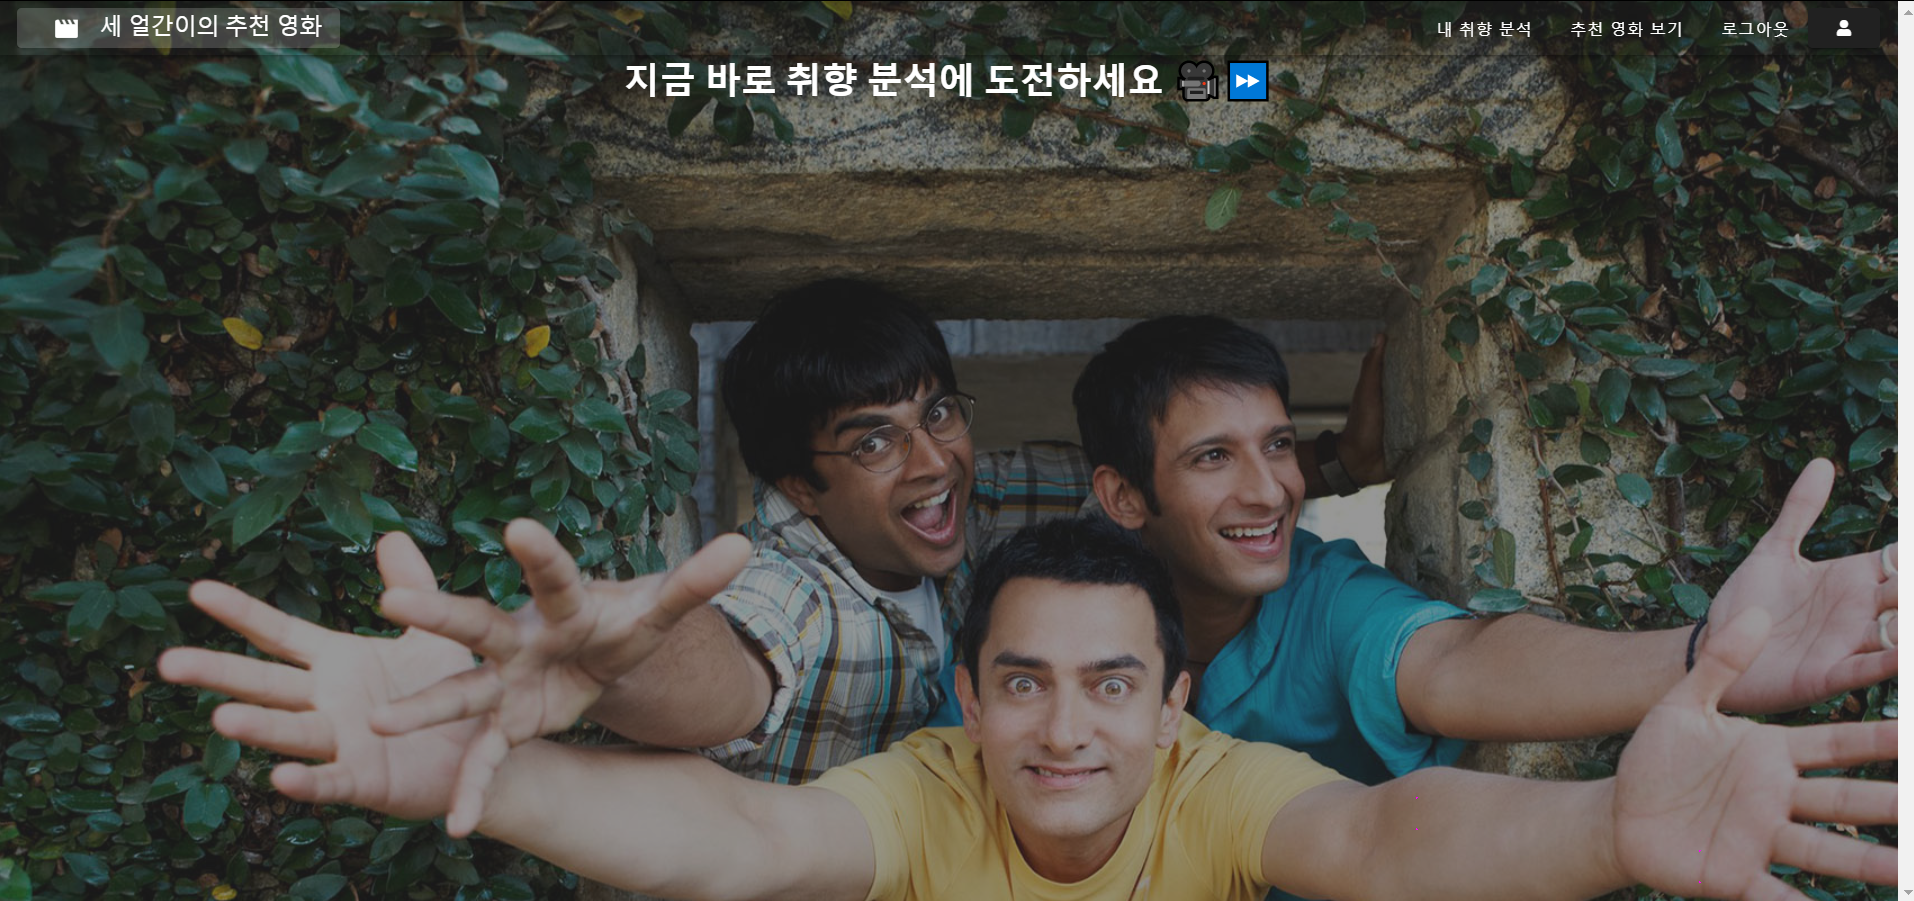 세 얼간이의 추천 영화
내 취향 분석 추천 영화 보기 로그아웃
지금 바로 취향 분석에 도전하세요 🎥⏩